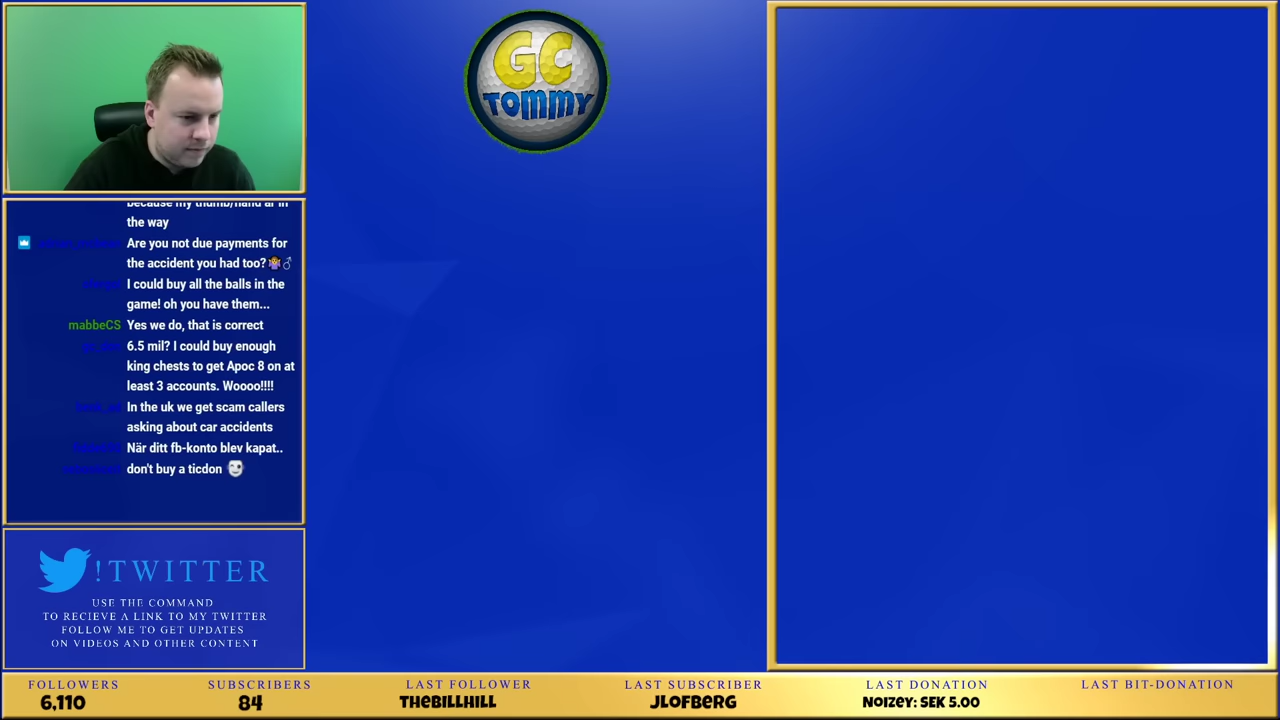 GC
TOMMY
because my thumb/hand ar in
the way
Are you not due payments for
the accident you had too?🤷‍♂
I could buy all the balls in the
game! oh you have them...
mabbeCS Yes we do, that is correct
6.5 mil? I could buy enough
king chests to get Apoc 8 on at
least 3 accounts. Woooo!!!!
In the uk we get scam callers
asking about car accidents
När ditt fb-konto blev kapat..
don't buy a ticdon
!TWITTER
USE THE COMMAND
TO RECIEVE A LINK TO MY TWITTER
FOLLOW ME TO GET UPDATES
ON VIDEOS AND OTHER CONTENT
FOLLOWERS
6,110
SUBSCRIBERS
84
LAST FOLLOWER
THEBILLHILL
LAST SUBSCRIBER
JLOFBERG
LAST DONATION
NOIZEY: SEK 5.00
LAST BIT-DONATION